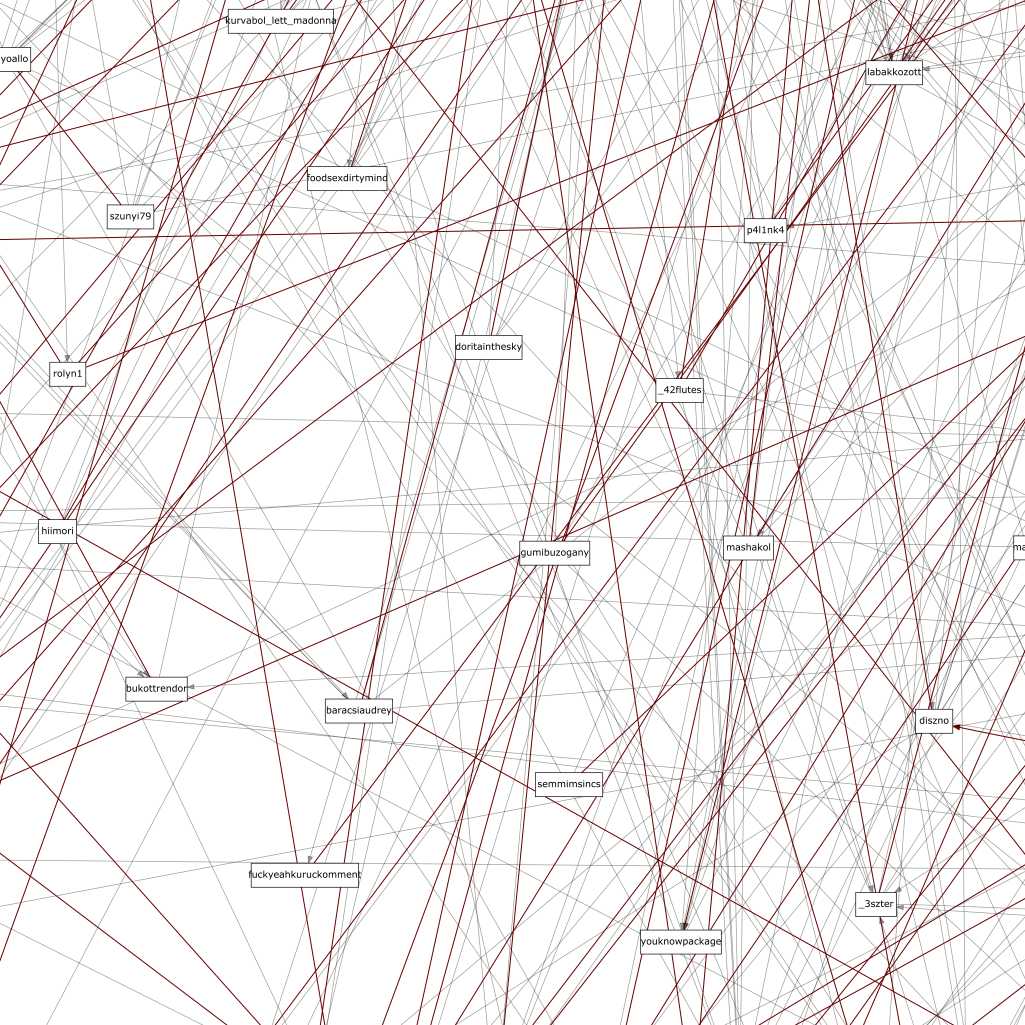 kurvabol_lett_madonna
yoallo
labakkozott
foodsexdirtymind
szunyi79
p4l1nk4
doritainthesky
rolyn1
_42flutes
hiimori
gumibuzogany
mashakol
ma
bukottrendor
baracsiaudrey
diszno
semmimsincs
fuckyeahkuruckomment
_3szter
youknowpackage